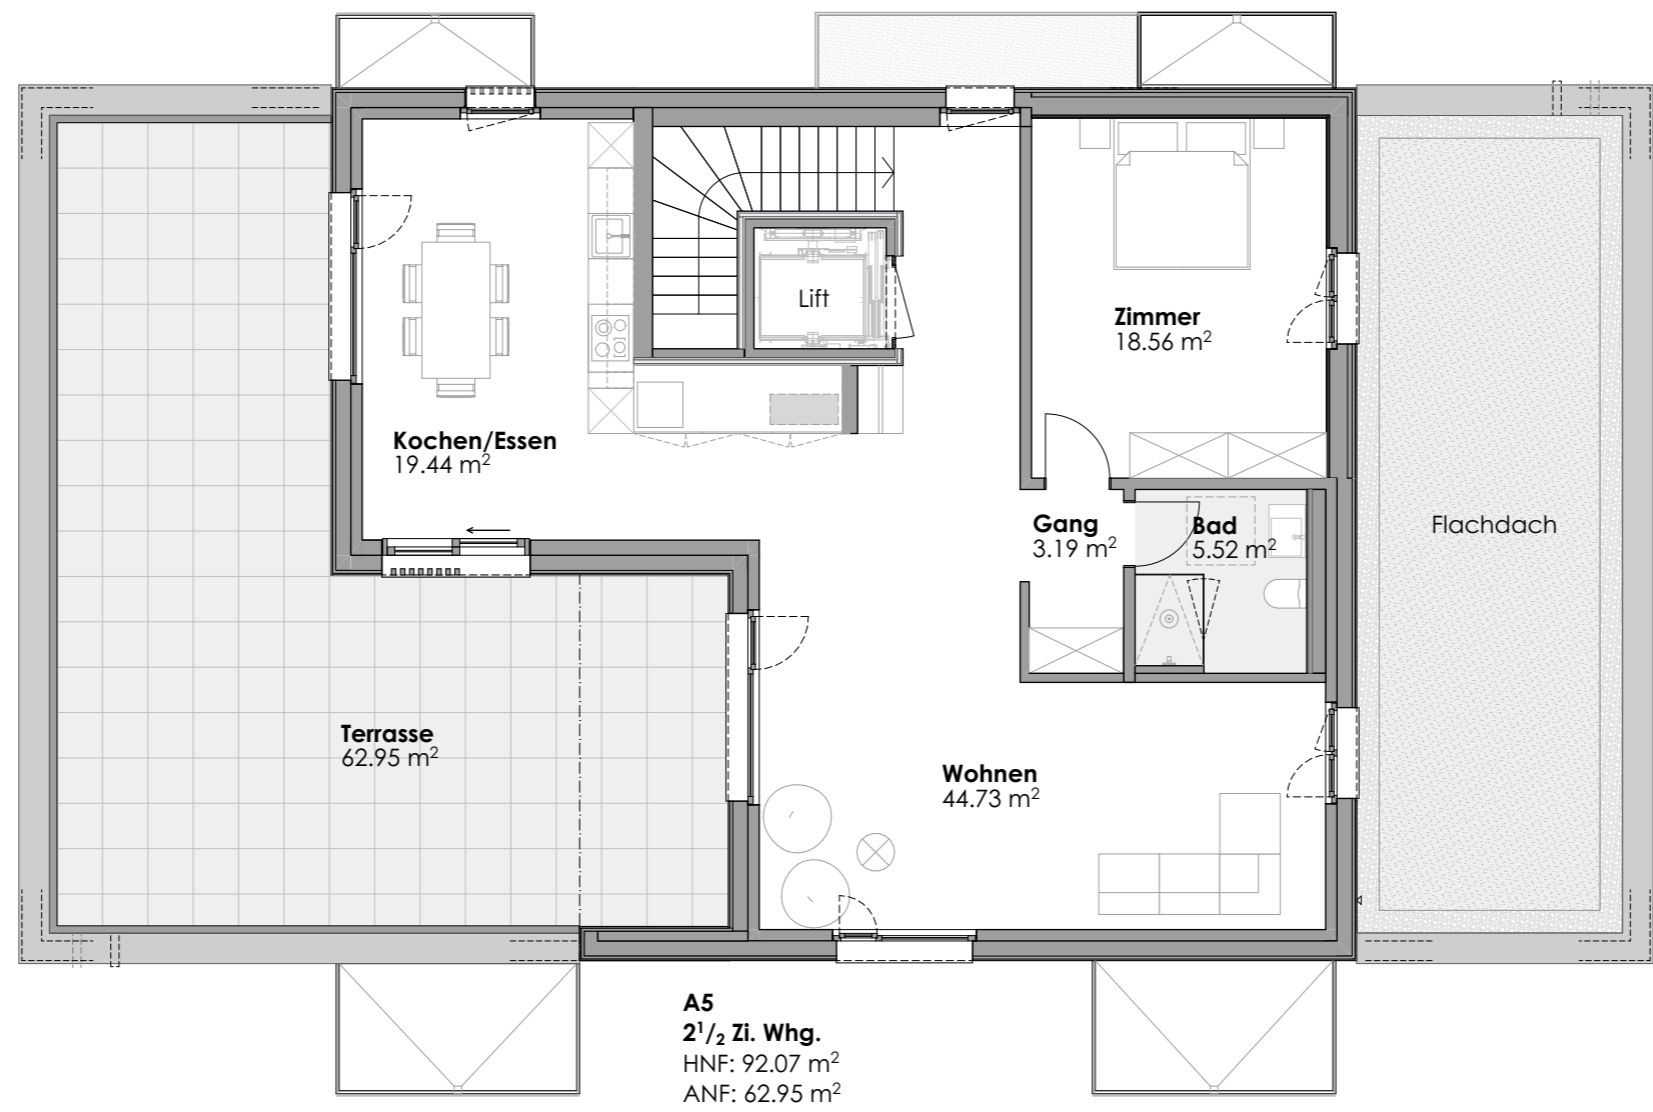 Lift
Zimmer
18.56 m²
Kochen/Essen
19.44 m²
Gang
3.19 m²
Bad
5.52 m²
Flachdach
Terrasse
62.95 m²
Wohnen
44.73 m²
A5
2¹/₂ Zi. Whg.
HNF: 92.07 m²
ANF: 62.95 m²